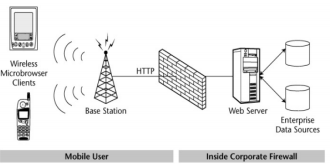 Wireless
Microbrowser
Clients
Base Station
HTTP
Web Server
Enterprise
Data Sources
Mobile User
Inside Corporate Firewall